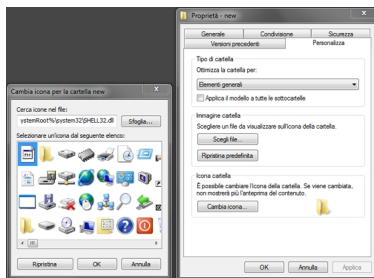 Cambia icona per la cartella new
Cerca icone nel file:
ystemRoot%\system32\SHELL32.dll
Sfoglia...
Selezionare un'icona dal seguente elenco:
Ripristina
OK
Annulla
Proprietà - new
Generale
Condivisione
Sicurezza
Versioni precedenti
Personalizza
Tipo di cartella
Ottimizza la cartella per:
Elementi generali
Applica il modello a tutte le sottocartelle
Immagine cartella
Scegliere un file da visualizzare sull'icona della cartella.
Scegli file...
Ripristina predefinita
Icona cartella
È possibile cambiare l'icona della cartella. Se viene cambiata,
non mostrerà più l'anteprima del contenuto.
Cambia icona...
OK
Annulla
Applica